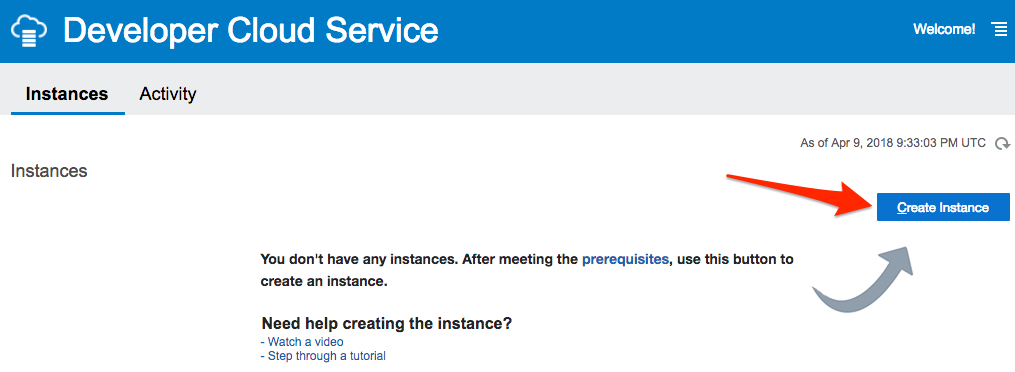 Developer Cloud Service
Welcome!
Instances Activity
As of Apr 9, 2018 9:33:03 PM UTC
Instances
Create Instance
You don't have any instances. After meeting the prerequisites, use this button to
create an instance.
Need help creating the instance?
- Watch a video
- Step through a tutorial